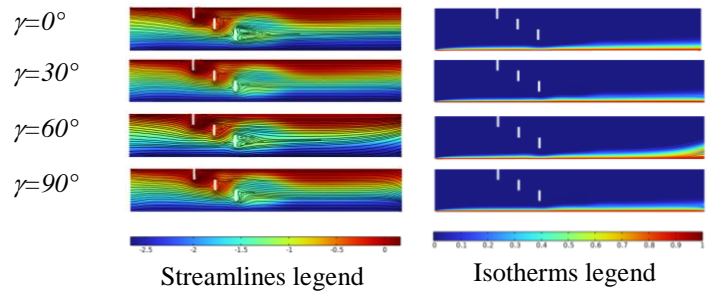 γ=0°
γ=30°
γ=60°
γ=90°
-2.5 -2 -1.5 -1 -0.5 0
0 0.1 0.2 0.3 0.4 0.5 0.6 0.7 0.8 0.9 1
Streamlines legend
Isotherms legend